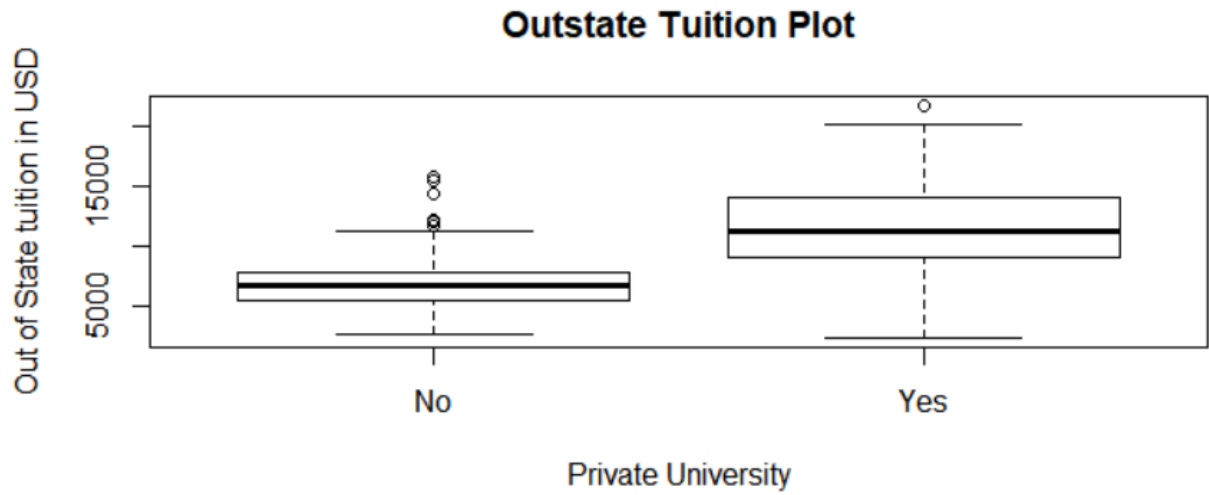 Outstate Tuition Plot
Out of State tuition in USD
15000
5000
No Yes
Private University